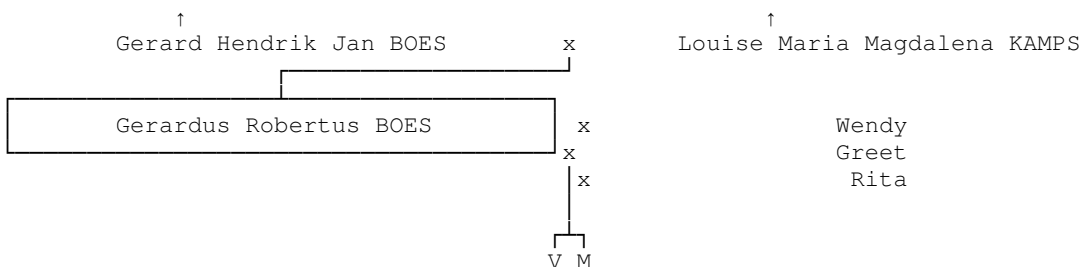 ↑ ↑
Gerard Hendrik Jan BOES x Louise Maria Magdalena KAMPS
Gerardus Robertus BOES x Wendy
x Greet
x Rita
V M